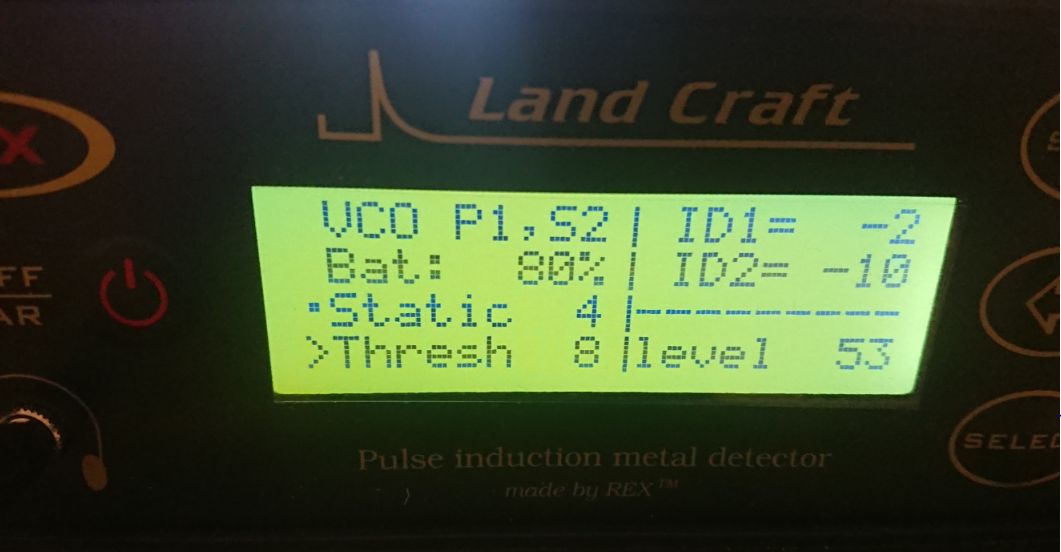 Land Craft
VCO P1,S2 | ID1= -2
Bat: 80% | ID2= -10
·Static 4 |---------
>Thresh 8 |level 53
Pulse induction metal detector
made by REX™